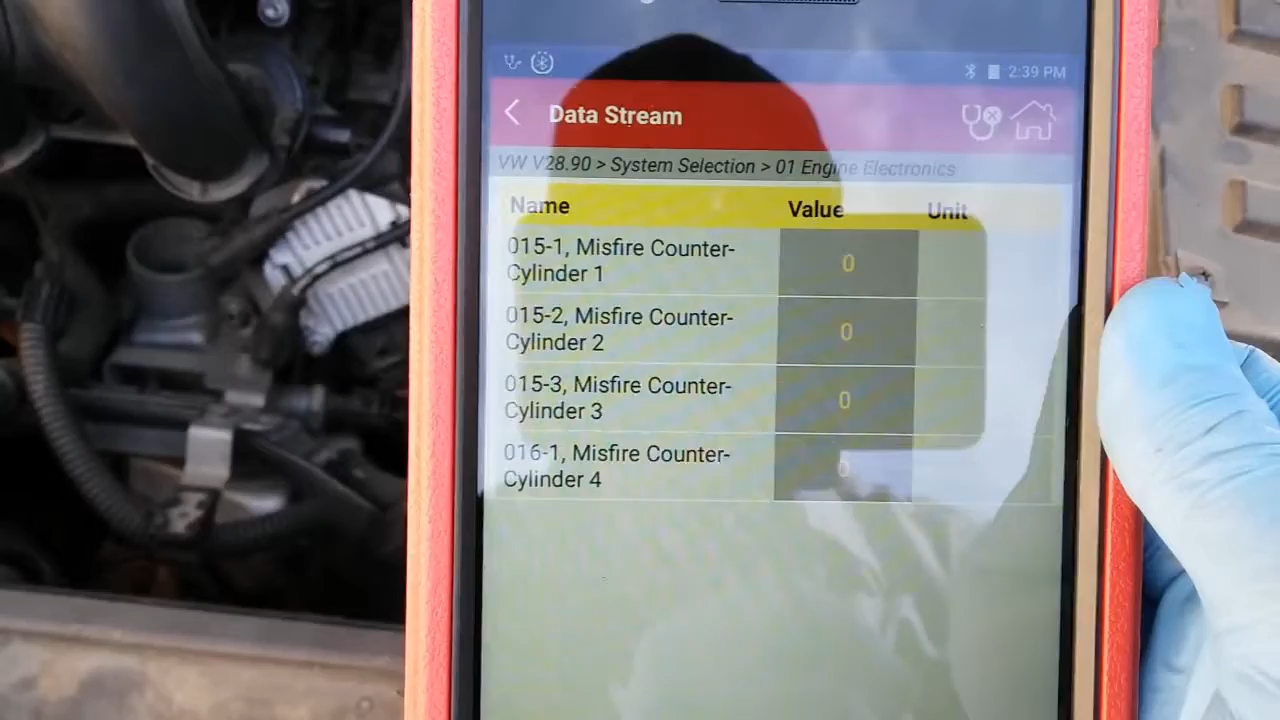 2:39 PM
Data Stream
VW V28.90 > System Selection > 01 Engine Electronics
Name Value Unit
015-1, Misfire Counter-
Cylinder 1
0
015-2, Misfire Counter-
Cylinder 2
0
015-3, Misfire Counter-
Cylinder 3
0
016-1, Misfire Counter-
Cylinder 4
0